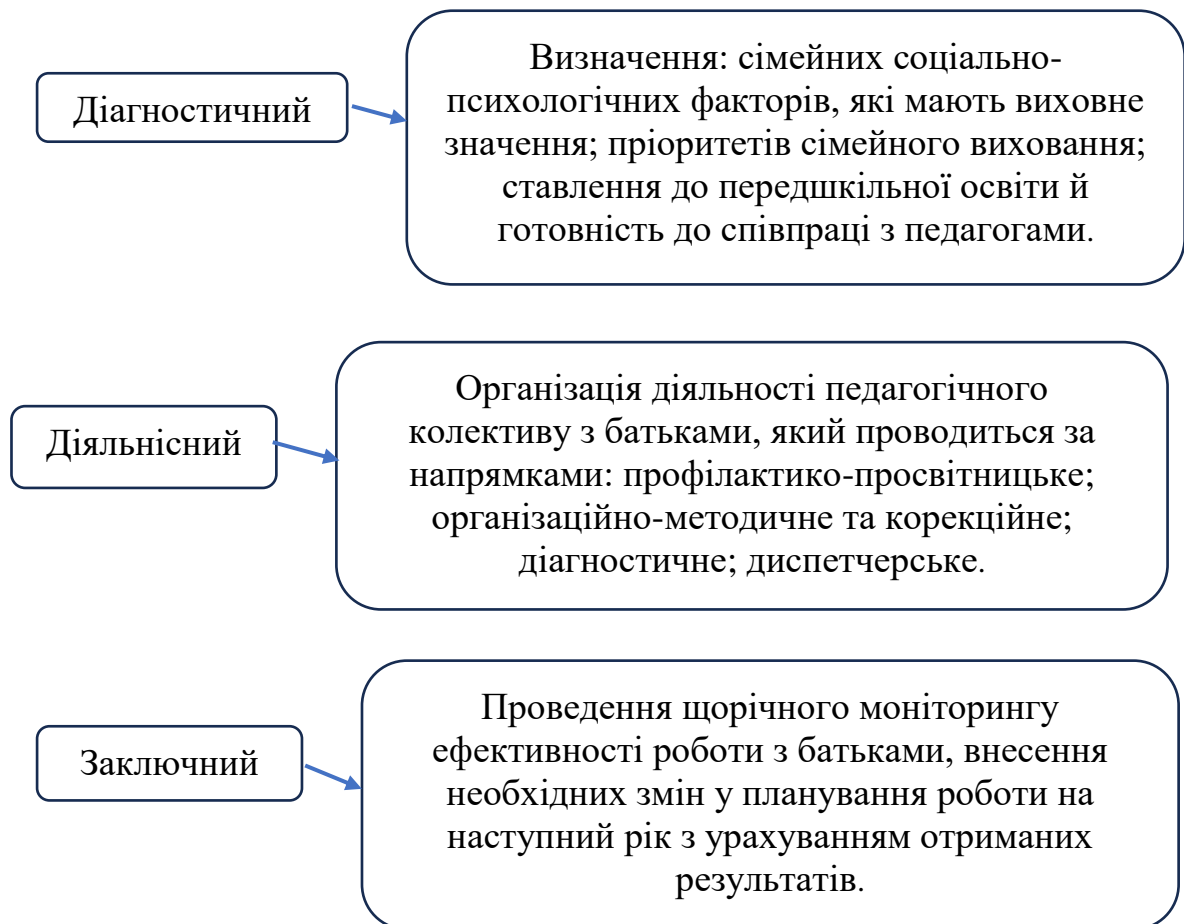 Діагностичний
Визначення: сімейних соціально-
психологічних факторів, які мають виховне
значення; пріоритетів сімейного виховання;
ставлення до передшкільної освіти й
готовність до співпраці з педагогами.
Діяльнісний
Організація діяльності педагогічного
колективу з батьками, який проводиться за
напрямками: профілактико-просвітницьке;
організаційно-методичне та корекційне;
діагностичне; диспетчерське.
Заключний
Проведення щорічного моніторингу
ефективності роботи з батьками, внесення
необхідних змін у планування роботи на
наступний рік з урахуванням отриманих
результатів.